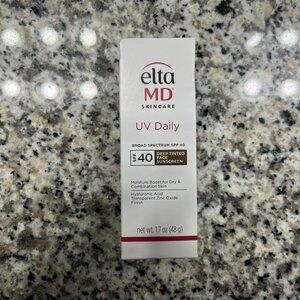 elta
MD
SKINCARE
UV Daily
BROAD SPECTRUM SPF 40
SPF 40
DEEP TINTED
FACE
SUNSCREEN
Moisture Boost for Dry &
Combination Skin
Hyaluronic Acid
Transparent Zinc Oxide
Finish
net wt. 1.7 oz (48 g)